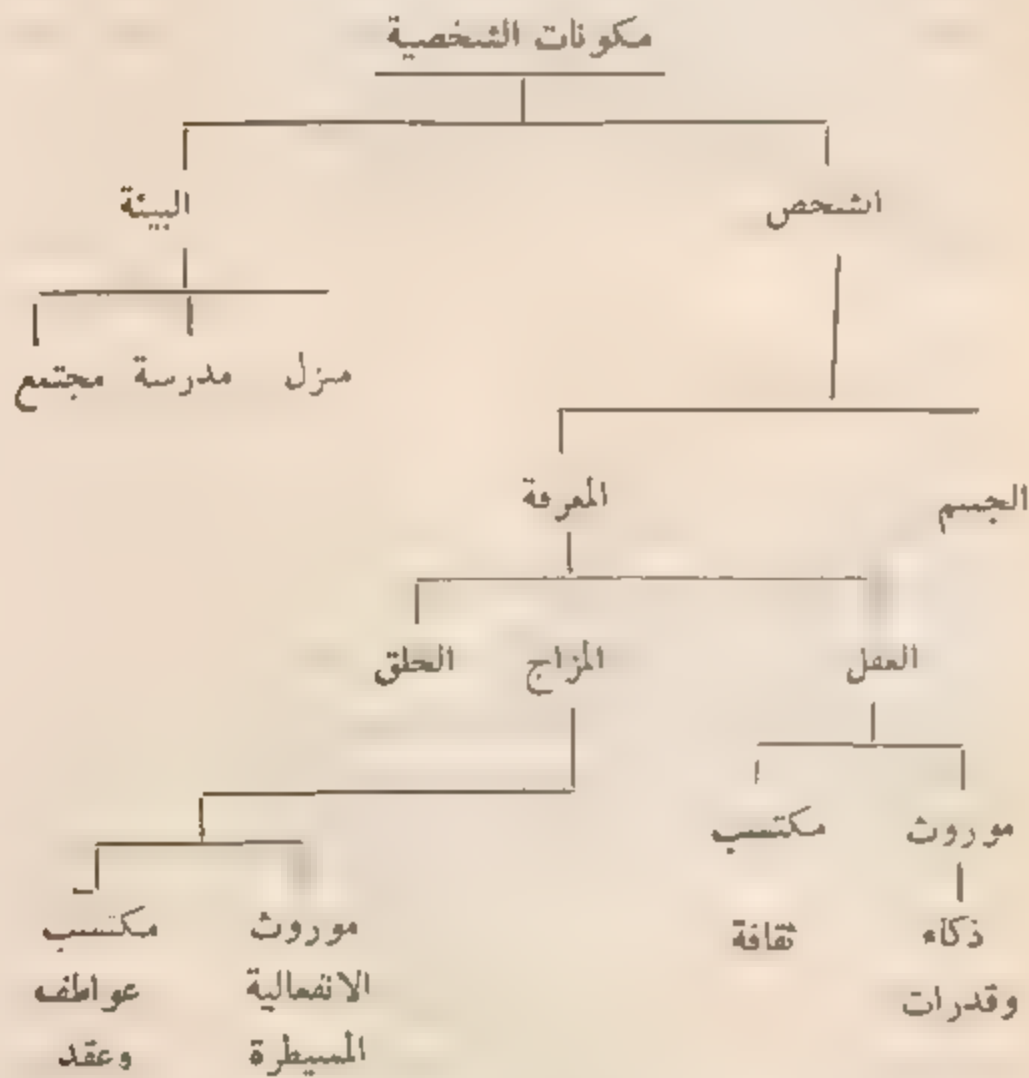 مكونات الشخصية
الشخص البيئة
منزل مدرسة مجتمع
الجسم المعرفة
العقل المزاج الخلق
موروث مكتسب
ذكاء ثقافة
وقدرات
موروث مكتسب
الانفعالية عواطف
المسيطرة وعقد